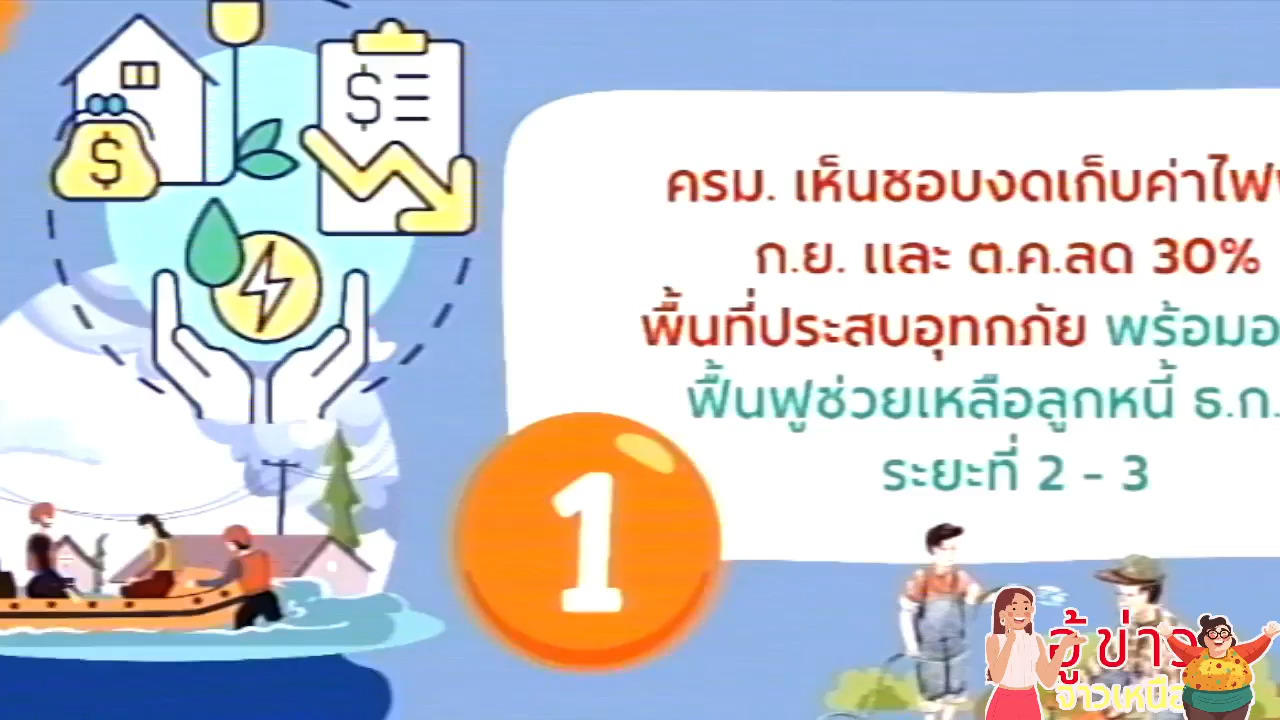 ครม. เห็นชอบงดเก็บค่าไฟ
ก.ย. และ ต.ค.ลด 30%
พื้นที่ประสบอุทกภัย พร้อม
ฟื้นฟูช่วยเหลือลูกหนี้ ธ.ก.
ระยะที่ 2 - 3
1
$
$